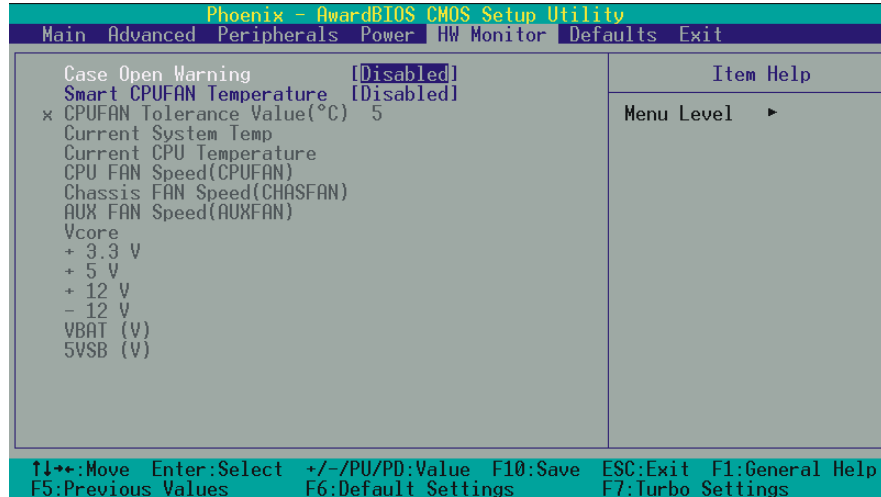 Phoenix - AwardBIOS CMOS Setup Utility
Main Advanced Peripherals Power HW Monitor Defaults Exit
Case Open Warning [Disabled]
Smart CPUFAN Temperature [Disabled]
x CPUFAN Tolerance Value(°C) 5
Current System Temp
Current CPU Temperature
CPU FAN Speed(CPUFAN)
Chassis FAN Speed(CHASFAN)
AUX FAN Speed(AUXFAN)
Vcore
+ 3.3 V
+ 5 V
+ 12 V
- 12 V
VBAT (V)
5VSB (V)
Item Help
Menu Level ►
↑↓→←:Move Enter:Select +/-/PU/PD:Value F10:Save ESC:Exit F1:General Help
F5:Previous Values F6:Default Settings F7:Turbo Settings